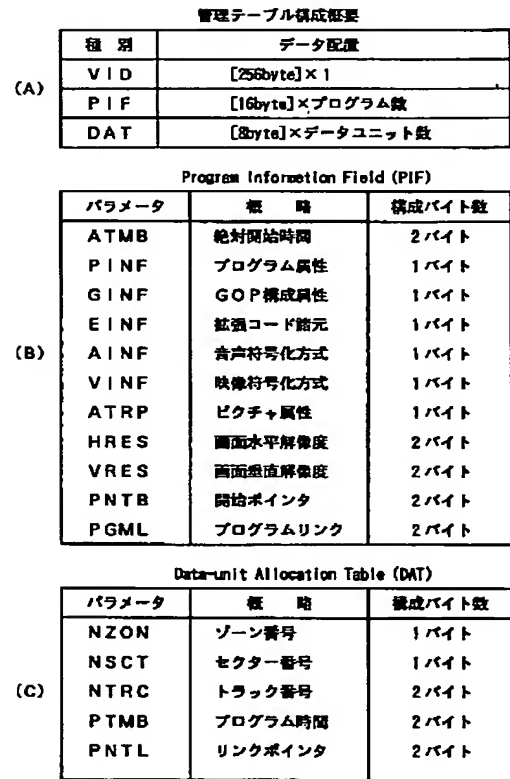 管理テーブル構成概要
種 別 データ配置
(A)
VID [256byte]×1
PIF [16byte]×プログラム数
DAT [8byte]×データユニット数
Program Information Field (PIF)
パラメータ 概 略 構成バイト数
ATMB 絶対開始時間 2バイト
PINF プログラム属性 1バイト
GINF GOP構成属性 1バイト
EINF 拡張コード諸元 1バイト
(B)
AINF 音声符号化方式 1バイト
VINF 映像符号化方式 1バイト
ATRP ピクチャ属性 1バイト
HRES 画面水平解像度 2バイト
VRES 画面垂直解像度 2バイト
PNTB 開始ポインタ 2バイト
PGML プログラムリンク 2バイト
Data-unit Allocation Table (DAT)
パラメータ 概 略 構成バイト数
NZON ゾーン番号 1バイト
NSCT セクター番号 1バイト
(C)
NTRC トラック番号 2バイト
PTMB プログラム時間 2バイト
PNTL リンクポインタ 2バイト